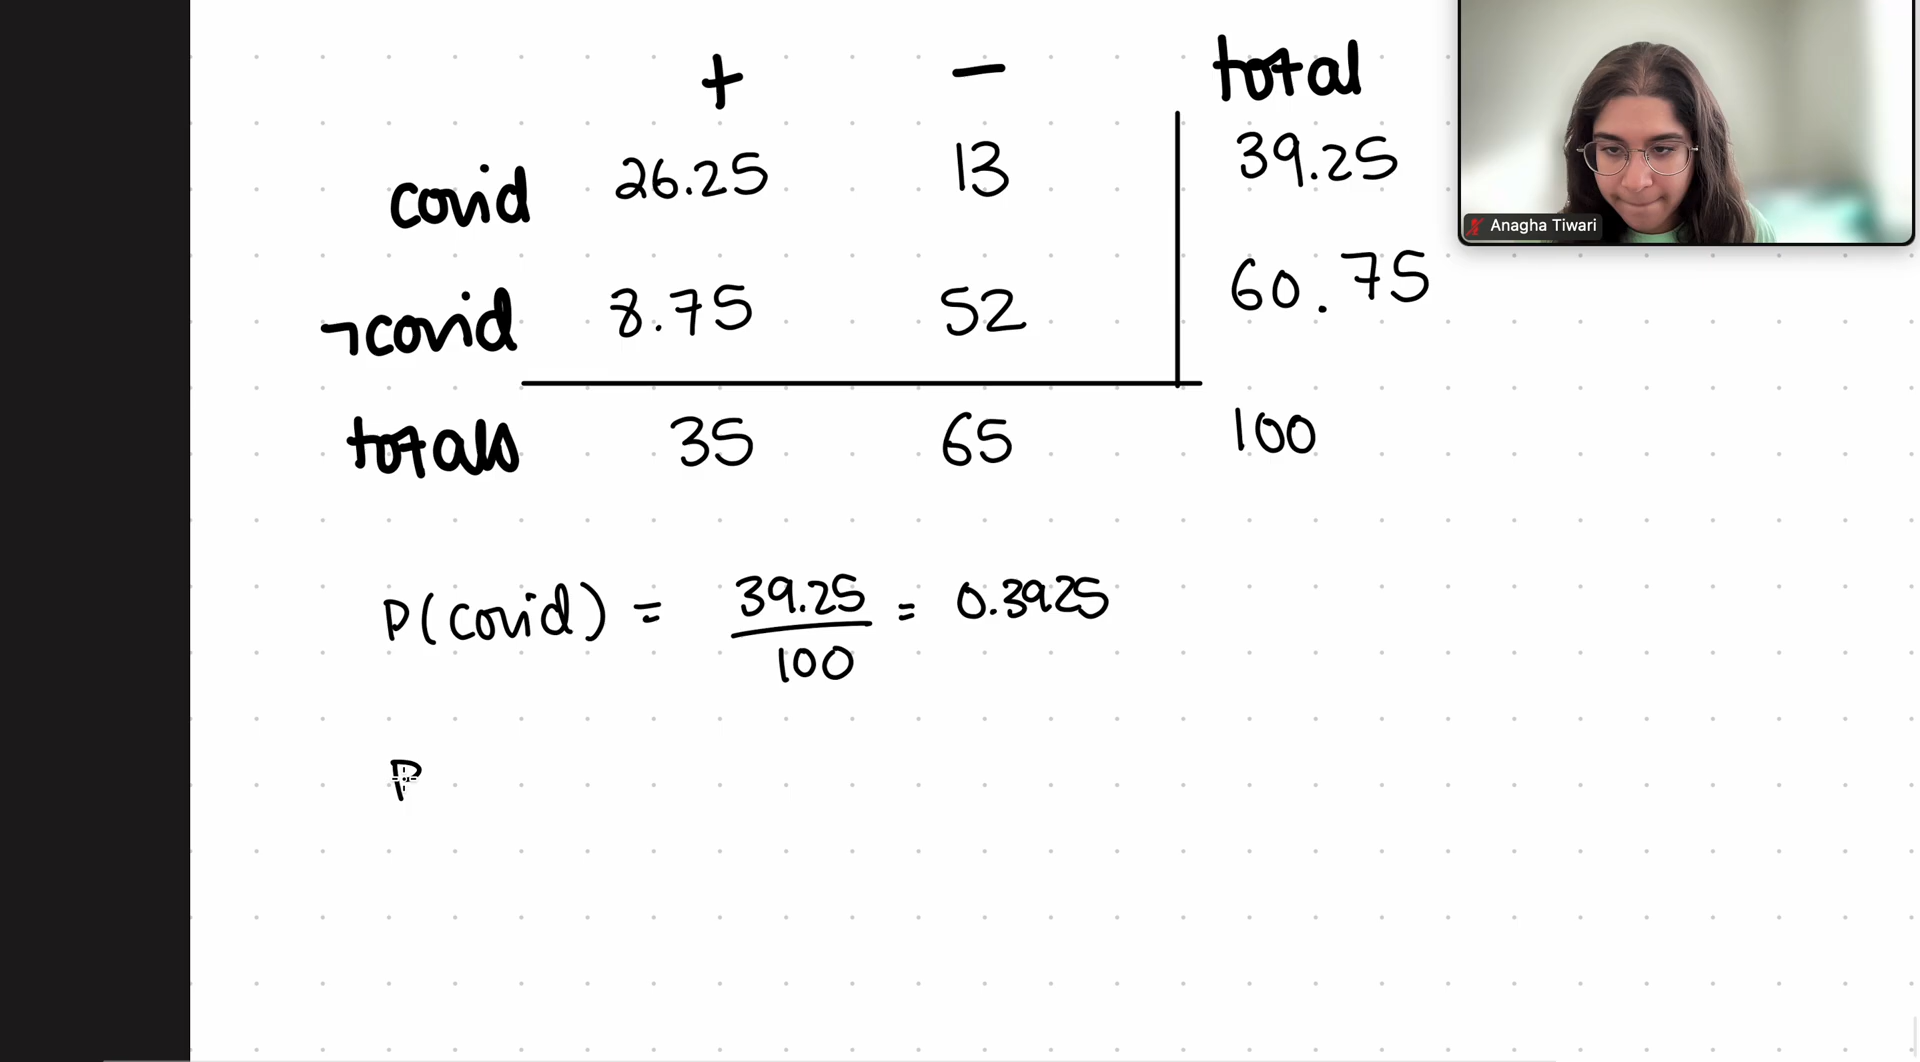 + − total
covid 26.25 13 39.25
¬covid 8.75 52 60.75
totals 35 65 100
P(covid) = 39.25 / 100 = 0.3925
P
Anagha Tiwari